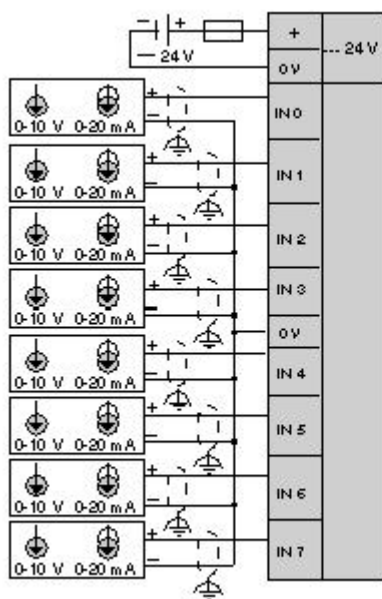 − + +
— 24 V --- 24 V
0V
+ −
0-10 V 0-20 mA IN 0
+ −
0-10 V 0-20 mA IN 1
+ −
0-10 V 0-20 mA IN 2
+ −
0-10 V 0-20 mA IN 3
0V
+ −
0-10 V 0-20 mA IN 4
+ −
0-10 V 0-20 mA IN 5
+ −
0-10 V 0-20 mA IN 6
+ −
0-10 V 0-20 mA IN 7